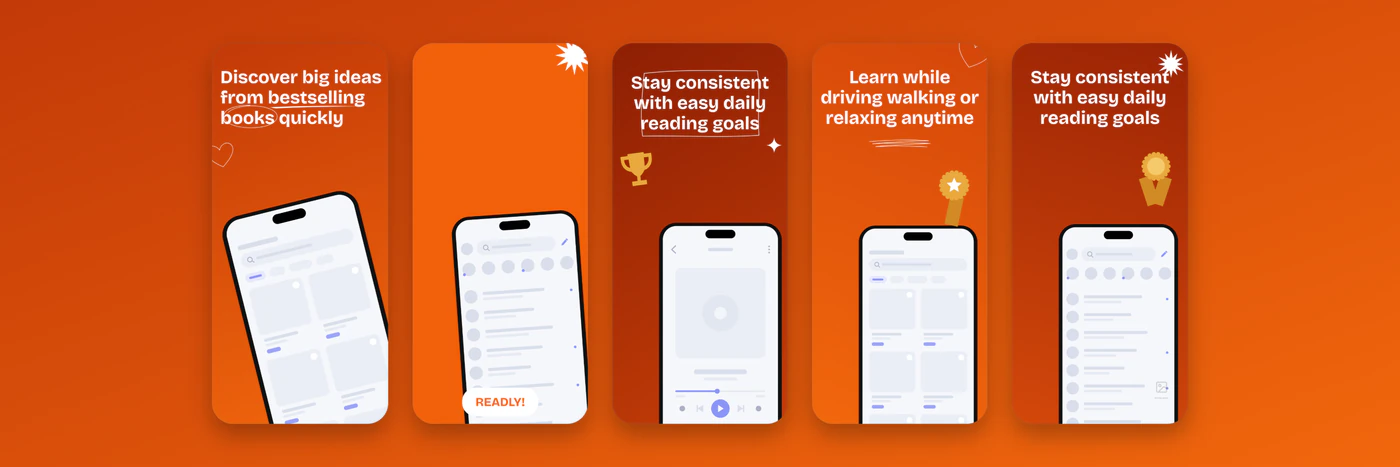 Discover big ideas
from bestselling
books quickly
READLY!
Stay consistent
with easy daily
reading goals
Learn while
driving walking or
relaxing anytime
Stay consistent
with easy daily
reading goals